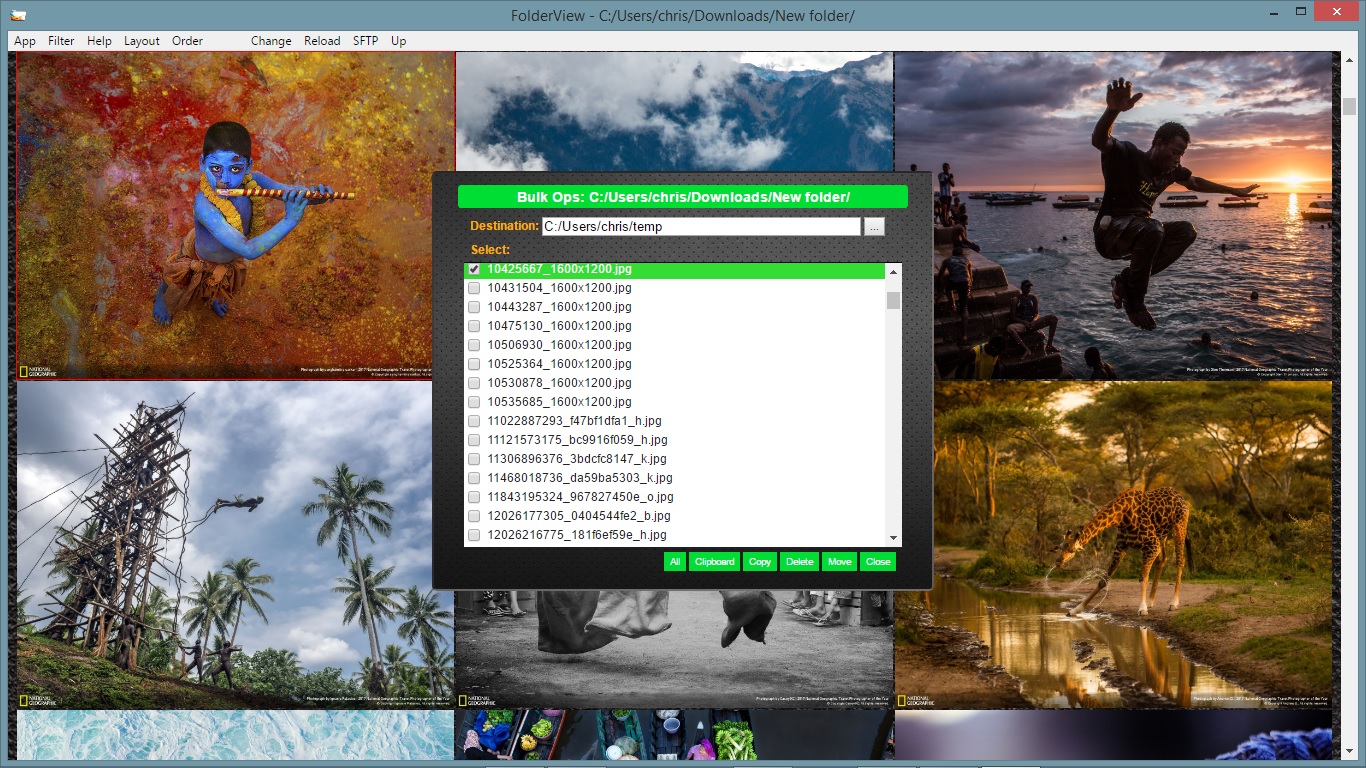 FolderView - C:/Users/chris/Downloads/New folder/
App Filter Help Layout Order Change Reload SFTP Up
Bulk Ops: C:/Users/chris/Downloads/New folder/
Destination: C:/Users/chris/temp ...
Select:
10425667_1600x1200.jpg
10431504_1600x1200.jpg
10443287_1600x1200.jpg
10475130_1600x1200.jpg
10506930_1600x1200.jpg
10525364_1600x1200.jpg
10530878_1600x1200.jpg
10535685_1600x1200.jpg
11022887293_f47bf1dfa1_h.jpg
11121573175_bc9916f059_h.jpg
11306896376_3bdcfc8147_k.jpg
11468018736_da59ba5303_k.jpg
11843195324_967827450e_o.jpg
12026177305_0404544fe2_b.jpg
12026216775_181f6ef59e_h.jpg
All Clipboard Copy Delete Move Close
NATIONAL
GEOGRAPHIC
NATIONAL
GEOGRAPHIC
NATIONAL
GEOGRAPHIC
NATIONAL
GEOGRAPHIC